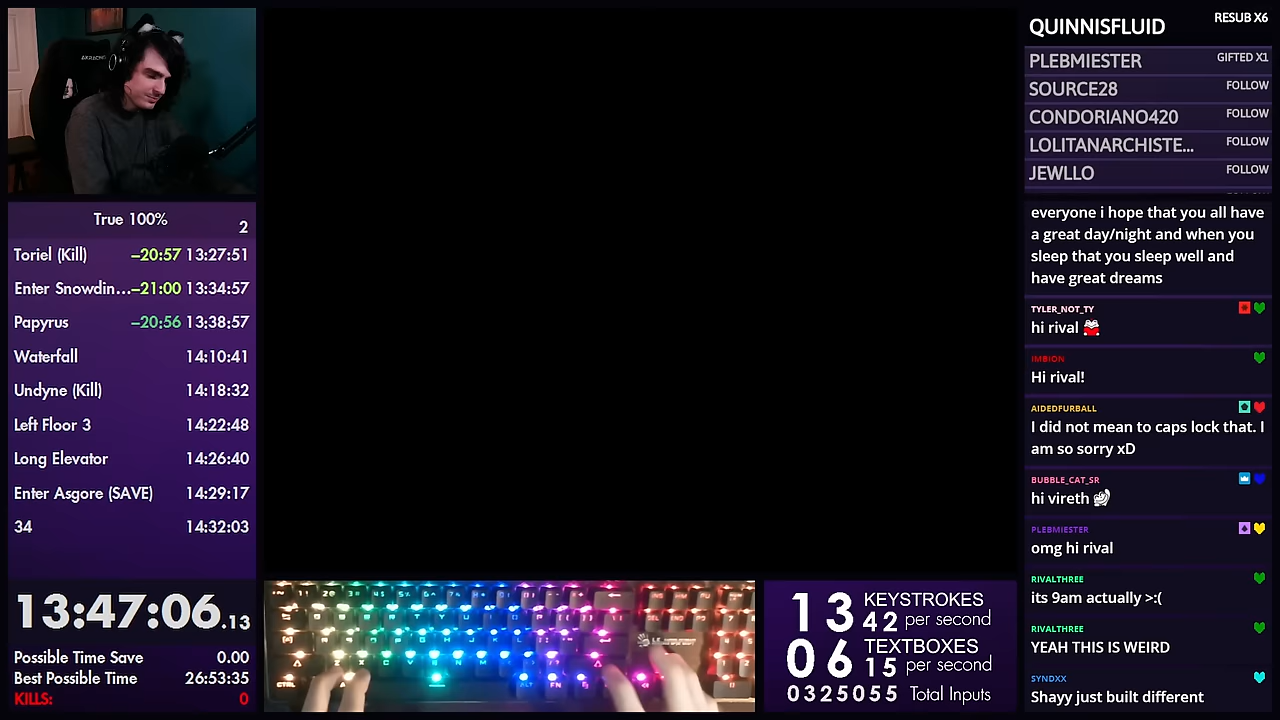 True 100%
2
Toriel (Kill) –20:57 13:27:51
Enter Snowdin... –21:00 13:34:57
Papyrus –20:56 13:38:57
Waterfall 14:10:41
Undyne (Kill) 14:18:32
Left Floor 3 14:22:48
Long Elevator 14:26:40
Enter Asgore (SAVE) 14:29:17
34 14:32:03
13:47:06.13
Possible Time Save 0.00
Best Possible Time 26:53:35
KILLS: 0
13 42 KEYSTROKES per second
06 15 TEXTBOXES per second
0325055 Total Inputs
QUINNISFLUID RESUB X6
PLEBMIESTER GIFTED X1
SOURCE28 FOLLOW
CONDORIANO420 FOLLOW
LOLITANARCHISTE... FOLLOW
JEWLLO FOLLOW
everyone i hope that you all have
a great day/night and when you
sleep that you sleep well and
have great dreams
TYLER_NOT_TY
hi rival
IMBION
Hi rival!
AIDEDFURBALL
I did not mean to caps lock that. I
am so sorry xD
BUBBLE_CAT_SR
hi vireth
PLEBMIESTER
omg hi rival
RIVALTHREE
its 9am actually >:(
RIVALTHREE
YEAH THIS IS WEIRD
SYNDXX
Shayy just built different